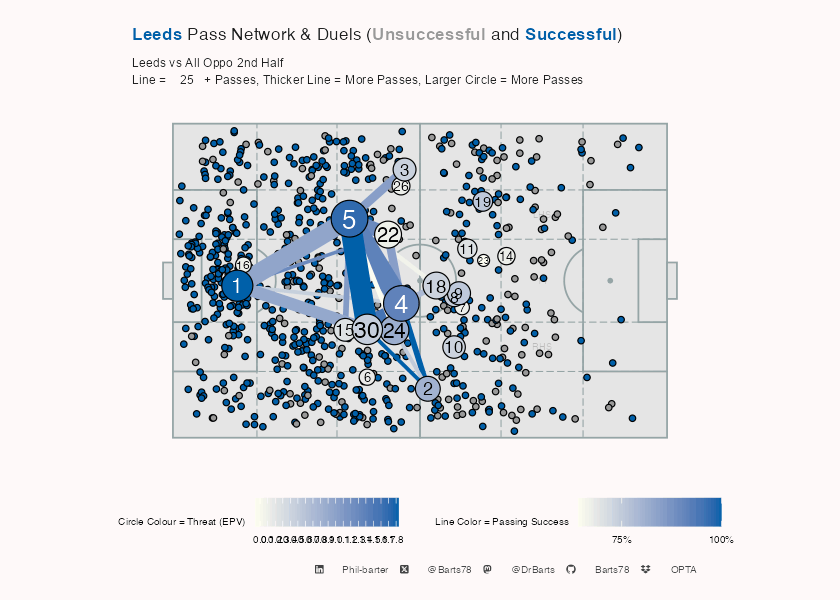 Leeds Pass Network & Duels (Unsuccessful and Successful)
Leeds vs All Oppo 2nd Half
Line = 25 + Passes, Thicker Line = More Passes, Larger Circle = More Passes
3
26
19
5
22
11
23
14
16
1
18
8
7
4
15
30
24
10
RHS
6
2
Circle Colour = Threat (EPV)
Line Color = Passing Success
75%
100%
Phil-barter
@Barts78
@DrBarts
Barts78
OPTA